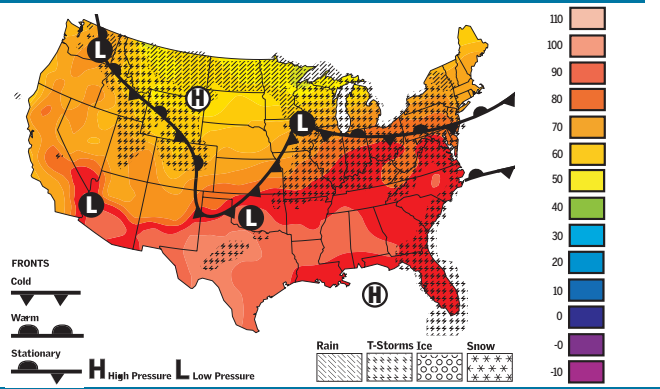 L
H
L
L
L
H
FRONTS
Cold
Warm
Stationary
H High Pressure L Low Pressure
Rain T-Storms Ice Snow
110
100
90
80
70
60
50
40
30
20
10
0
-0
-10